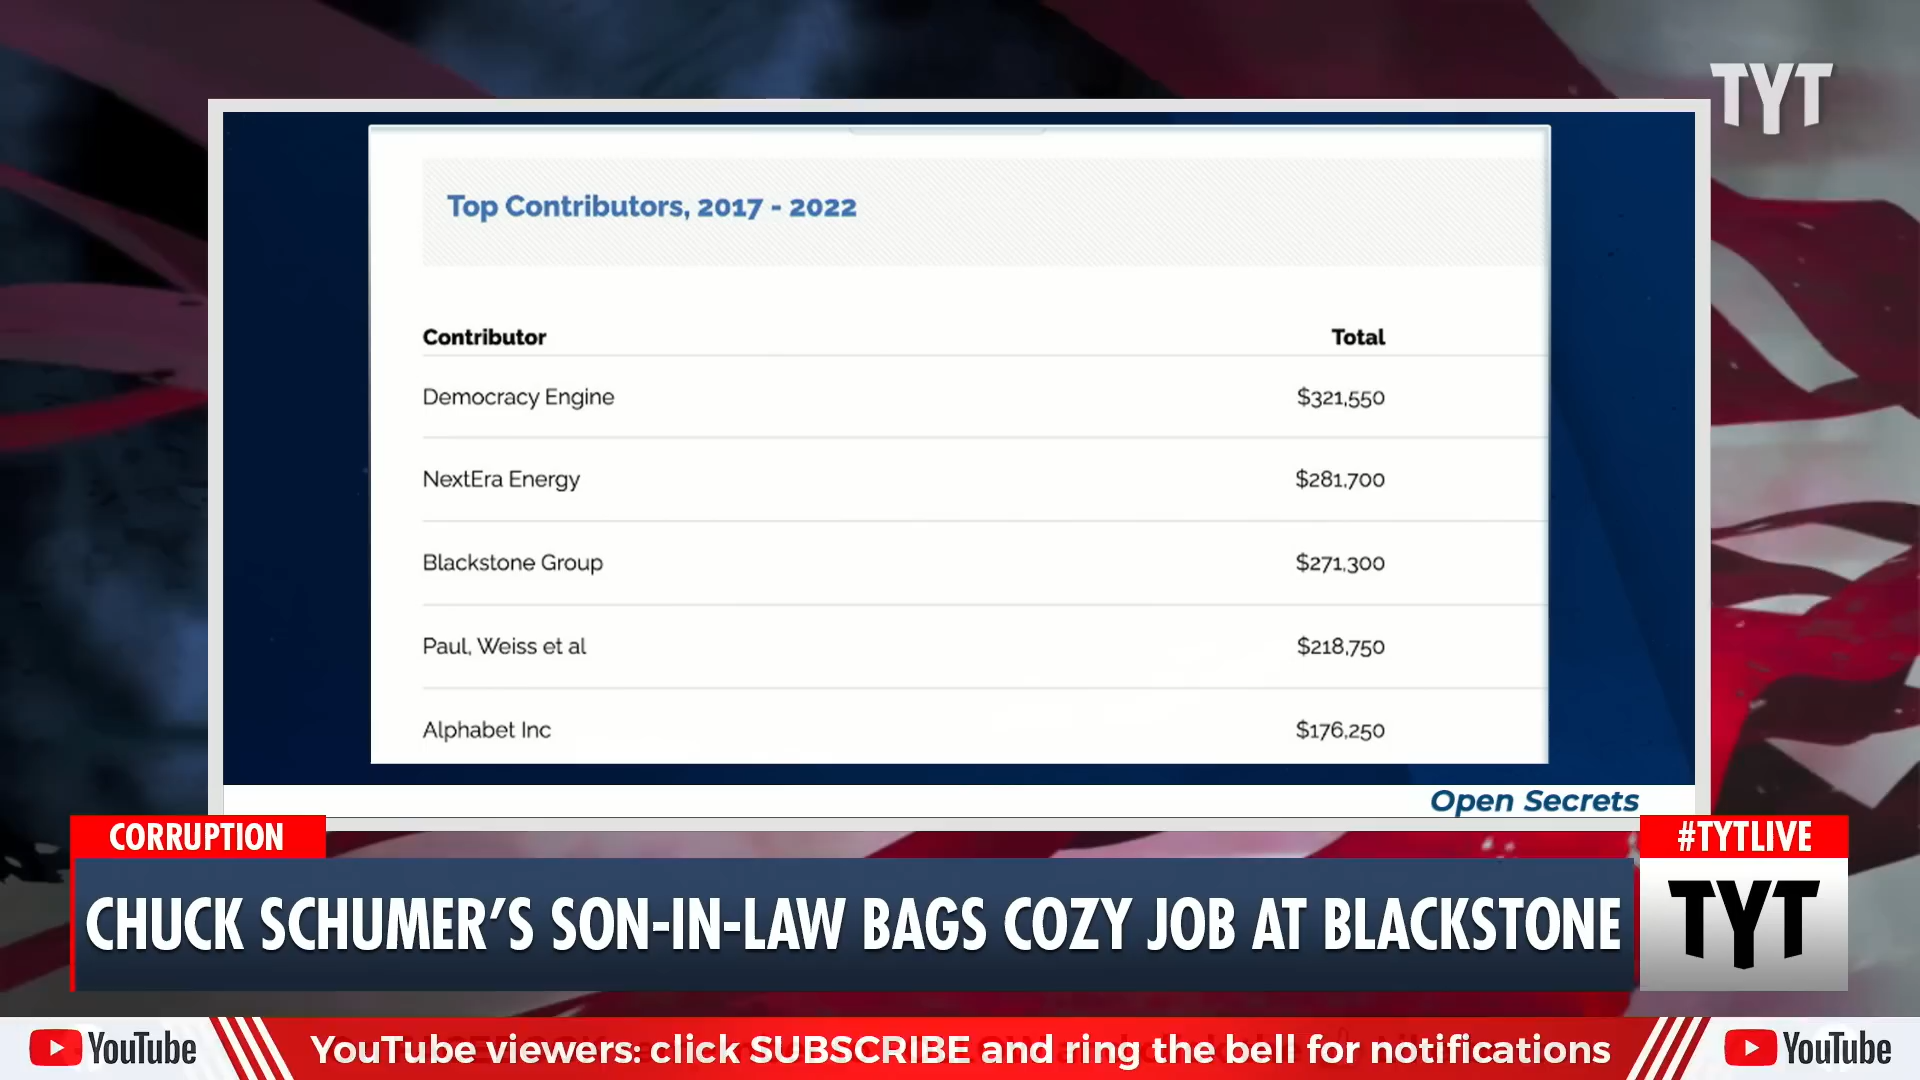 TYT
Top Contributors, 2017 - 2022
Contributor Total
Democracy Engine $321,550
NextEra Energy $281,700
Blackstone Group $271,300
Paul, Weiss et al $218,750
Alphabet Inc $176,250
Open Secrets
CORRUPTION
#TYTLIVE
CHUCK SCHUMER'S SON-IN-LAW BAGS COZY JOB AT BLACKSTONE
TYT
YouTube YouTube viewers: click SUBSCRIBE and ring the bell for notifications YouTube